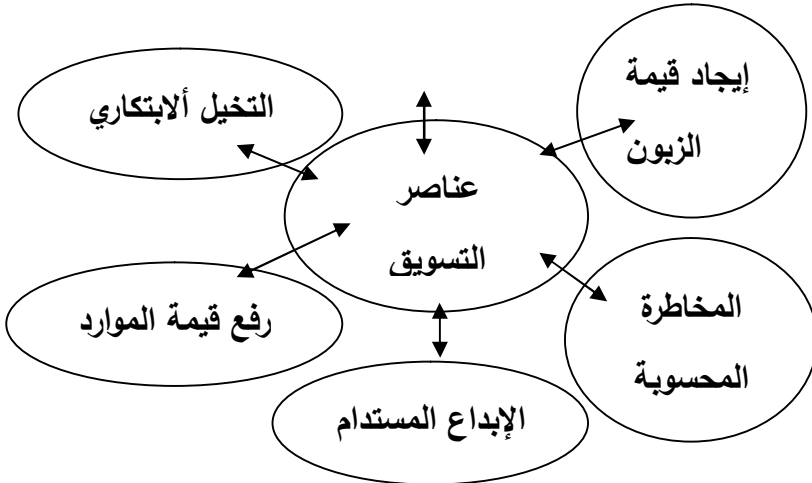 إيجاد قيمة
الزبون
التخيل ألابتكاري
عناصر
التسويق
المخاطرة
المحسوبة
رفع قيمة الموارد
الإبداع المستدام